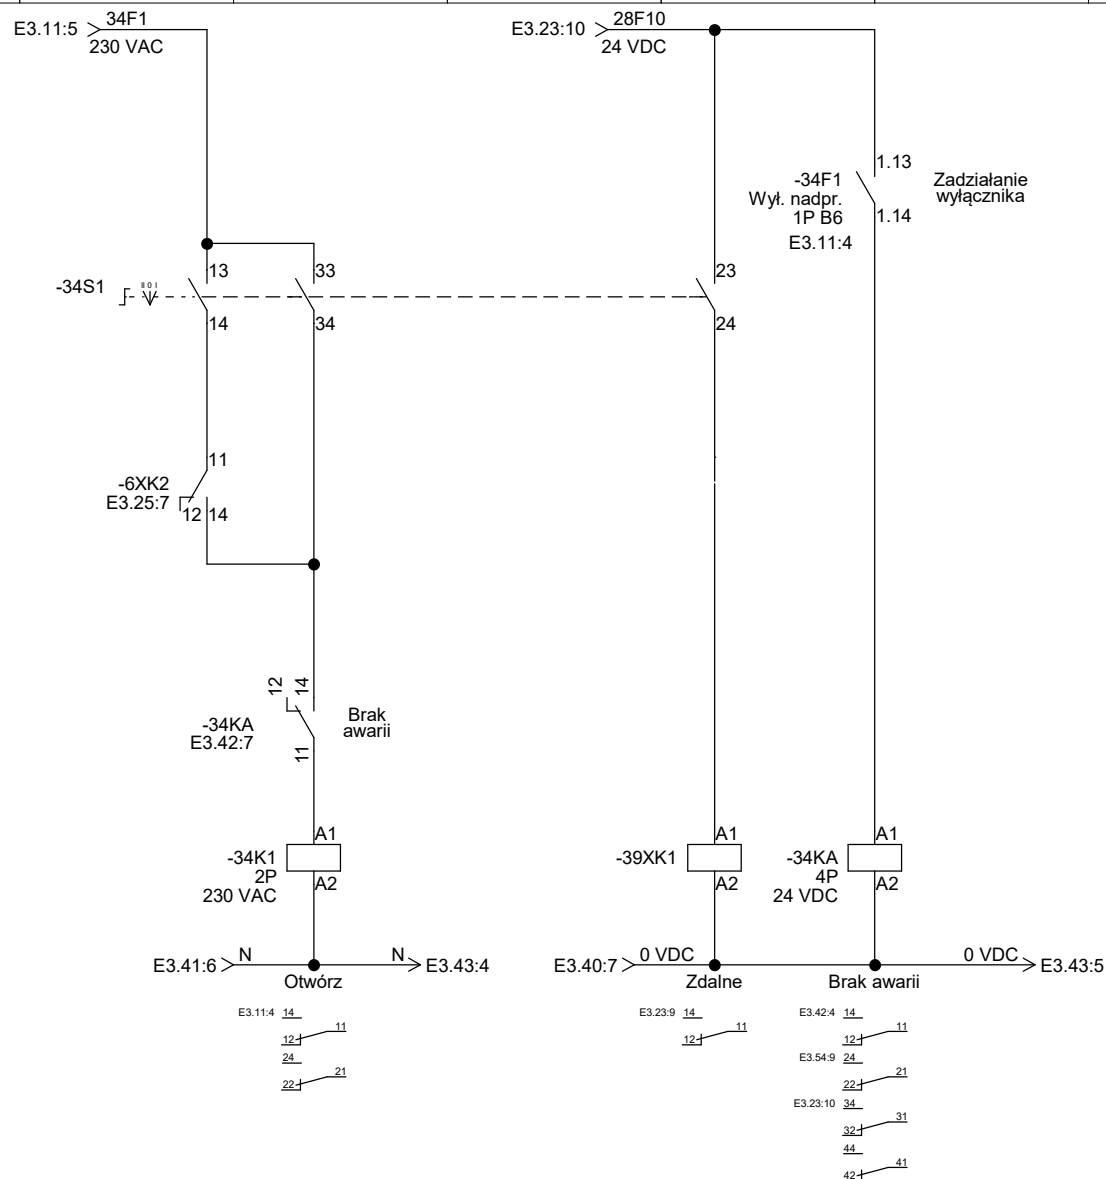 E3.11:5
34F1
230 VAC
E3.23:10
28F10
24 VDC
-34F1
Wył. nadpr.
1P B6
E3.11:4
1.13
1.14
Zadziałanie
wyłącznika
-34S1
II 0 I
13
14
33
34
23
24
-6XK2
E3.25:7
11
12
14
-34KA
E3.42:7
12
14
11
Brak
awarii
-34K1
2P
230 VAC
A1
A2
-39XK1
A1
A2
-34KA
4P
24 VDC
A1
A2
E3.41:6
N
N
E3.43:4
Otwórz
E3.40:7
0 VDC
0 VDC
E3.43:5
Zdalne
Brak awarii
E3.11:4 14
11
12
24
21
22
E3.23:9 14
11
12
E3.42:4 14
11
12
E3.54:9 24
21
22
E3.23:10 34
31
32
44
41
42